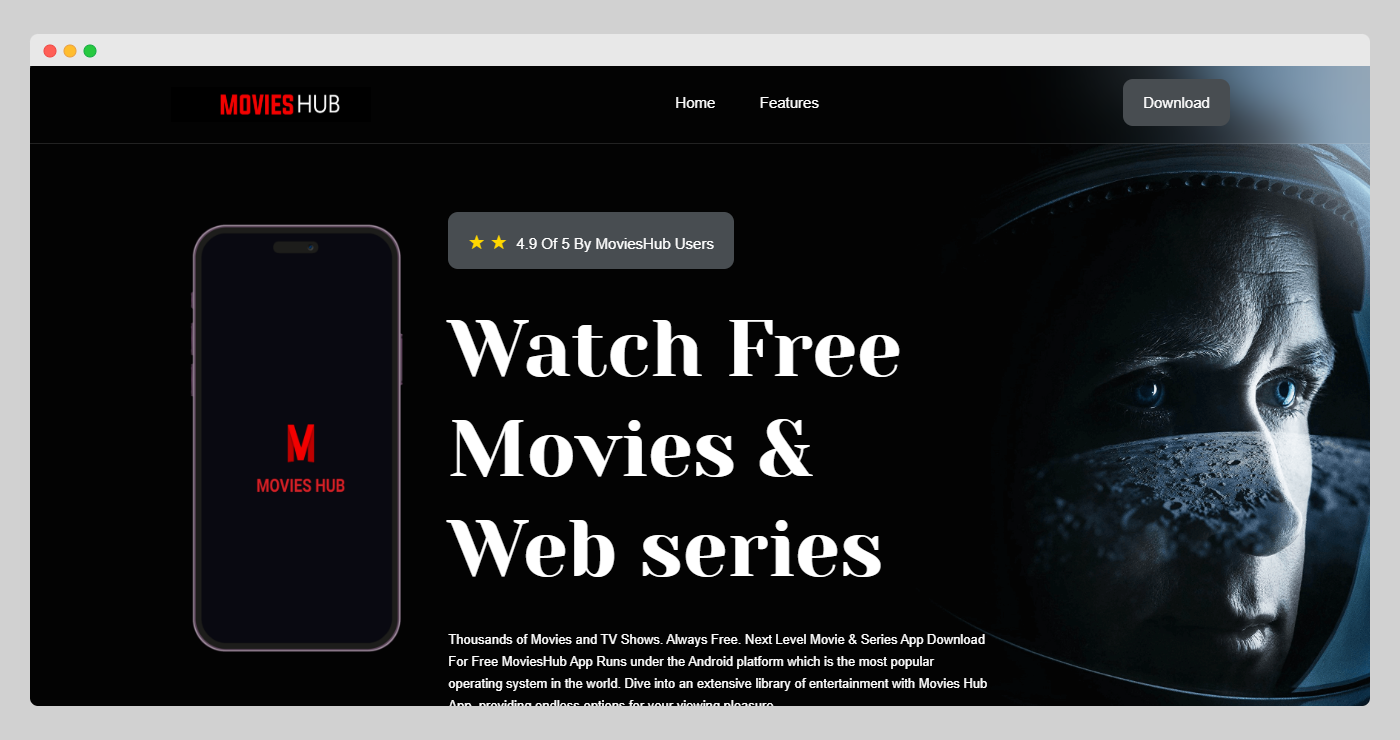 MOVIES HUB
Home
Features
Download
4.9 Of 5 By MoviesHub Users
Watch Free
Movies &
Web series
M
MOVIES HUB
Thousands of Movies and TV Shows. Always Free. Next Level Movie & Series App Download
For Free MoviesHub App Runs under the Android platform which is the most popular
operating system in the world. Dive into an extensive library of entertainment with Movies Hub
App, providing endless options for your viewing pleasure.